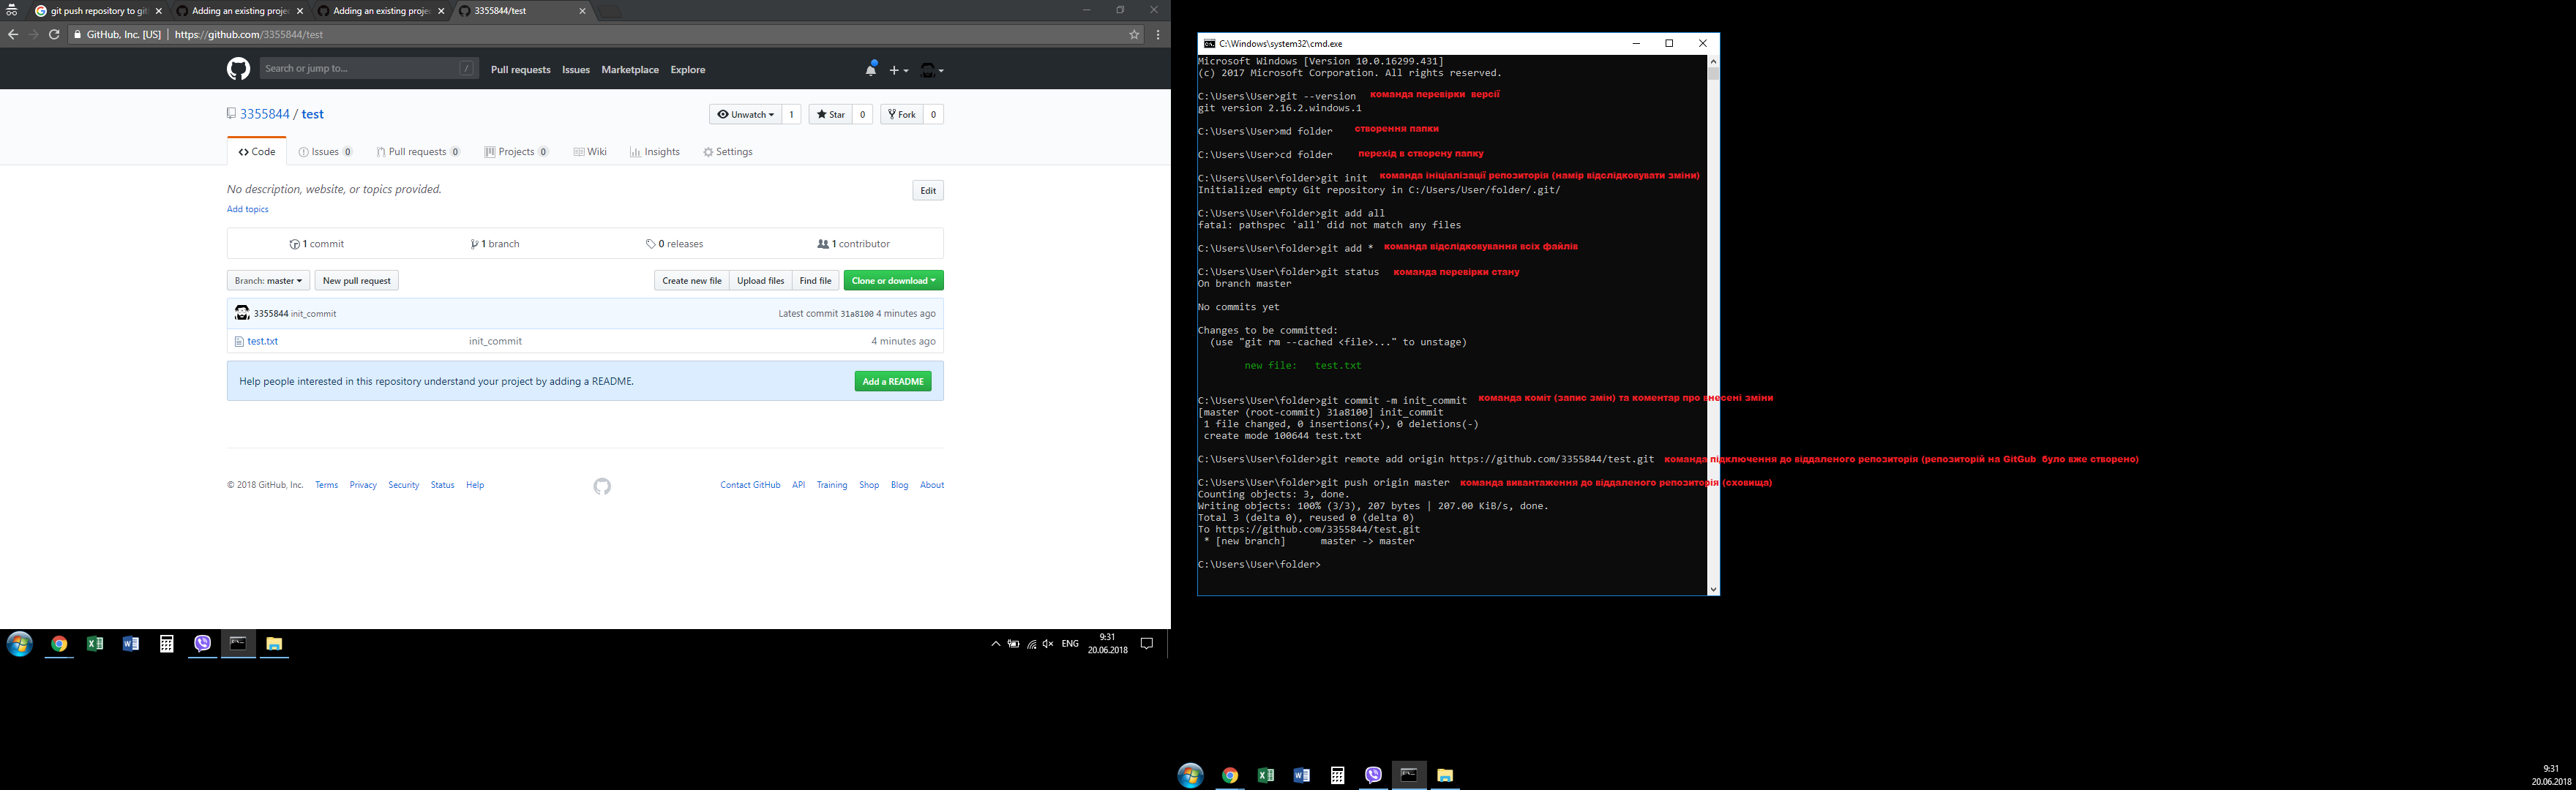 git push repository to git
Adding an existing projec
Adding an existing projec
3355844/test
GitHub, Inc. [US] | https://github.com/3355844/test
Search or jump to... /
Pull requests Issues Marketplace Explore
3355844 / test
Unwatch 1 Star 0 Fork 0
Code Issues 0 Pull requests 0 Projects 0 Wiki Insights Settings
No description, website, or topics provided. Edit
Add topics
1 commit 1 branch 0 releases 1 contributor
Branch: master New pull request Create new file Upload files Find file Clone or download
3355844 init_commit Latest commit 31a8100 4 minutes ago
test.txt init_commit 4 minutes ago
Help people interested in this repository understand your project by adding a README. Add a README
© 2018 GitHub, Inc. Terms Privacy Security Status Help Contact GitHub API Training Shop Blog About
ENG 9:31
20.06.2018
C:\Windows\system32\cmd.exe
Microsoft Windows [Version 10.0.16299.431]
(c) 2017 Microsoft Corporation. All rights reserved.
C:\Users\User>git --version команда перевірки версії
git version 2.16.2.windows.1
C:\Users\User>md folder створення папки
C:\Users\User>cd folder перехід в створену папку
C:\Users\User\folder>git init команда ініціалізації репозиторія (намір відслідковувати зміни)
Initialized empty Git repository in C:/Users/User/folder/.git/
C:\Users\User\folder>git add all
fatal: pathspec 'all' did not match any files
C:\Users\User\folder>git add * команда відслідковування всіх файлів
C:\Users\User\folder>git status команда перевірки стану
On branch master
No commits yet
Changes to be committed:
(use "git rm --cached <file>..." to unstage)
new file: test.txt
C:\Users\User\folder>git commit -m init_commit команда коміт (запис змін) та коментар про внесені зміни
[master (root-commit) 31a8100] init_commit
1 file changed, 0 insertions(+), 0 deletions(-)
create mode 100644 test.txt
C:\Users\User\folder>git remote add origin https://github.com/3355844/test.git команда підключення до віддаленого репозиторія (репозиторій на GitGub було вже створено)
C:\Users\User\folder>git push origin master команда вивантаження до віддаленого репозиторія (сховища)
Counting objects: 3, done.
Writing objects: 100% (3/3), 207 bytes | 207.00 KiB/s, done.
Total 3 (delta 0), reused 0 (delta 0)
To https://github.com/3355844/test.git
* [new branch] master -> master
C:\Users\User\folder>
9:31
20.06.2018